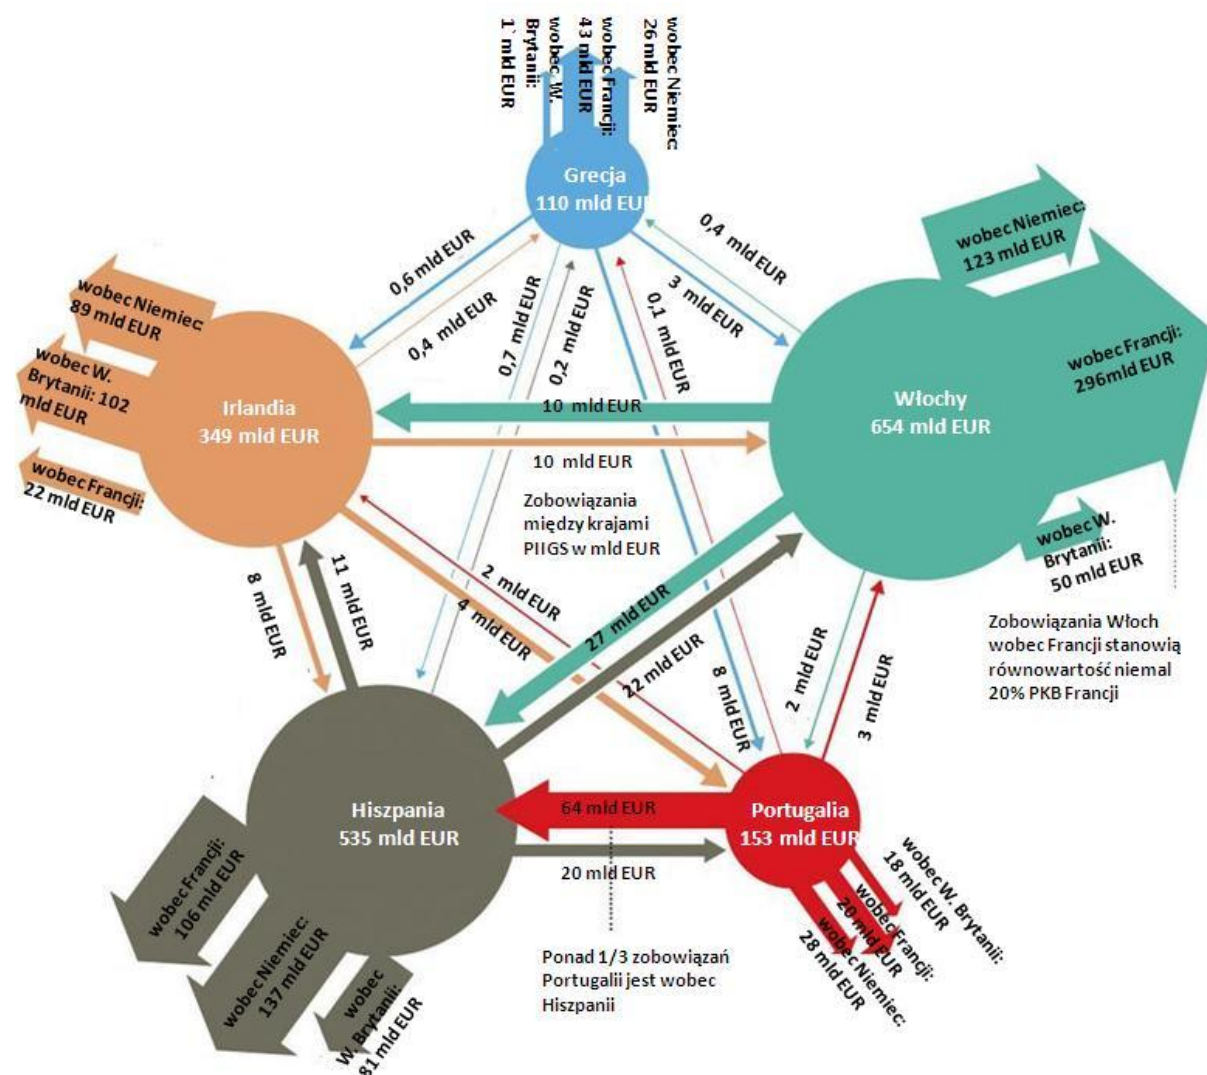 wobec W.
Brytanii:
1` mld EUR
wobec Francji:
43 mld EUR
wobec Niemiec:
26 mld EUR
Grecja
110 mld EUR
0,6 mld EUR
0,4 mld EUR
0,7 mld EUR
0,2 mld EUR
0,1 mld EUR
3 mld EUR
0,4 mld EUR
wobec Niemiec:
123 mld EUR
wobec Francji:
296mld EUR
Włochy
654 mld EUR
wobec W.
Brytanii:
50 mld EUR
wobec Niemiec:
89 mld EUR
wobec W.
Brytanii: 102
mld EUR
wobec Francji:
22 mld EUR
Irlandia
349 mld EUR
10 mld EUR
10 mld EUR
Zobowiązania
między krajami
PIIGS w mld EUR
8 mld EUR
11 mld EUR
2 mld EUR
4 mld EUR
27 mld EUR
22 mld EUR
8 mld EUR
2 mld EUR
3 mld EUR
Zobowiązania Włoch
wobec Francji stanowią
równowartość niemal
20% PKB Francji
Hiszpania
535 mld EUR
64 mld EUR
20 mld EUR
Portugalia
153 mld EUR
wobec Francji:
106 mld EUR
wobec Niemiec:
137 mld EUR
wobec
W. Brytanii:
81 mld EUR
Ponad 1/3 zobowiązań
Portugalii jest wobec
Hiszpanii
wobec W. Brytanii:
18 mld EUR
wobec Francji:
20 mld EUR
wobec Niemiec:
28 mld EUR